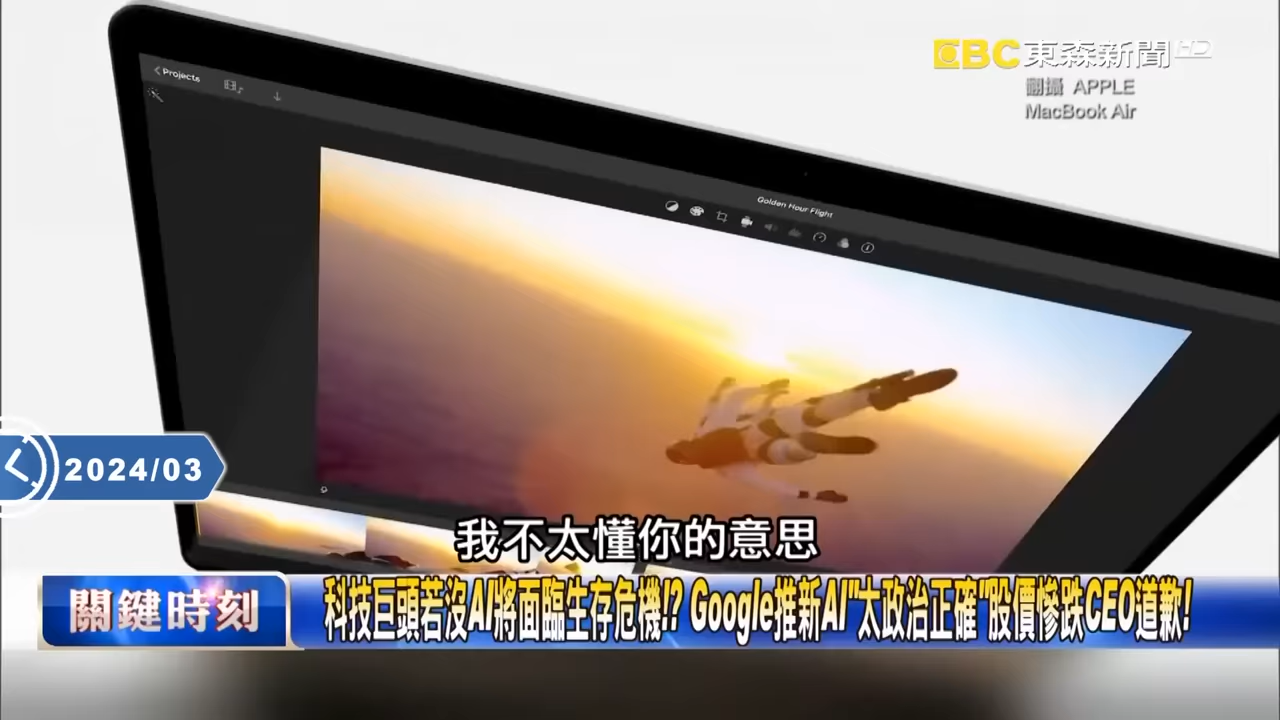 EBC 東森新聞 HD
翻攝 APPLE
MacBook Air
Projects
Golden Hour Flight
2024/03
我不太懂你的意思
關鍵時刻
科技巨頭若沒AI將面臨生存危機!? Google推新AI"太政治正確"股價慘跌CEO道歉!